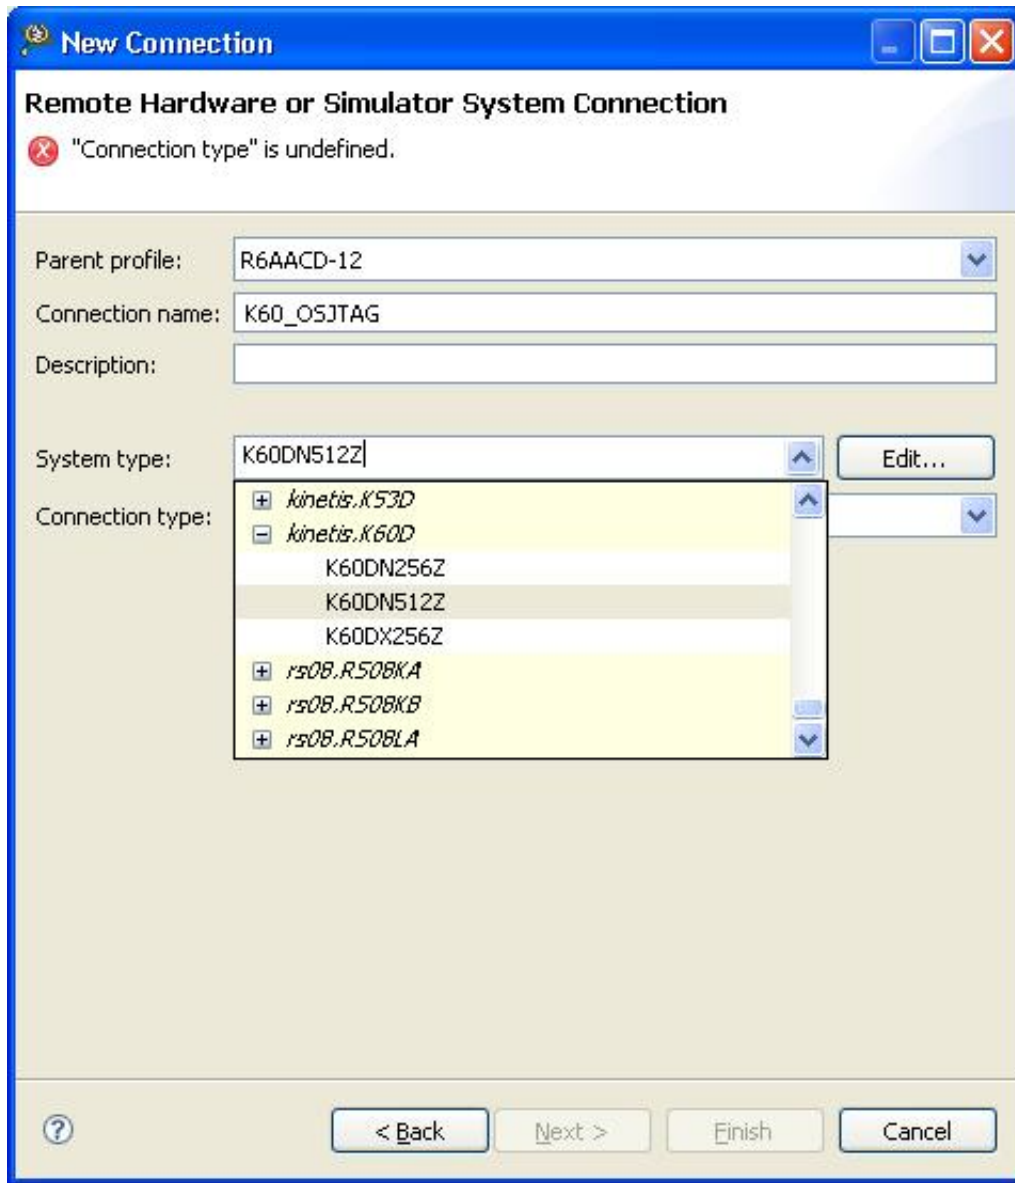 New Connection
Remote Hardware or Simulator System Connection
"Connection type" is undefined.
Parent profile: R6AACD-12
Connection name: K60_OSJTAG
Description:
System type: K60DN512Z Edit...
Connection type:
kinetis.K53D
kinetis.K60D
K60DN256Z
K60DN512Z
K60DX256Z
rs08.RS08KA
rs08.RS08KB
rs08.RS08LA
? < Back Next > Finish Cancel